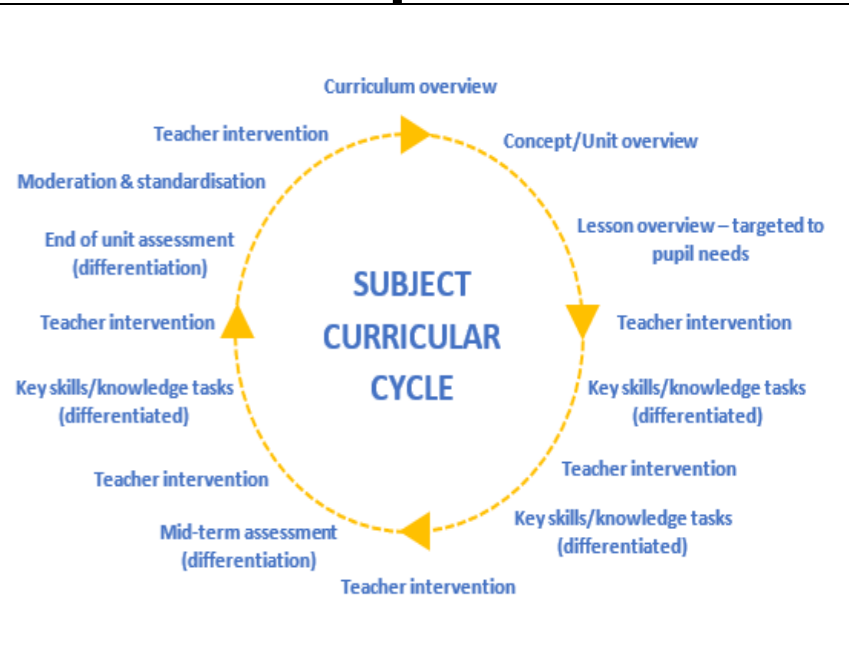 Curriculum overview
Concept/Unit overview
Lesson overview – targeted to
pupil needs
Teacher intervention
Key skills/knowledge tasks
(differentiated)
Teacher intervention
Key skills/knowledge tasks
(differentiated)
Teacher intervention
Mid-term assessment
(differentiation)
Teacher intervention
Key skills/knowledge tasks
(differentiated)
Teacher intervention
End of unit assessment
(differentiation)
Moderation & standardisation
Teacher intervention
SUBJECT
CURRICULAR
CYCLE